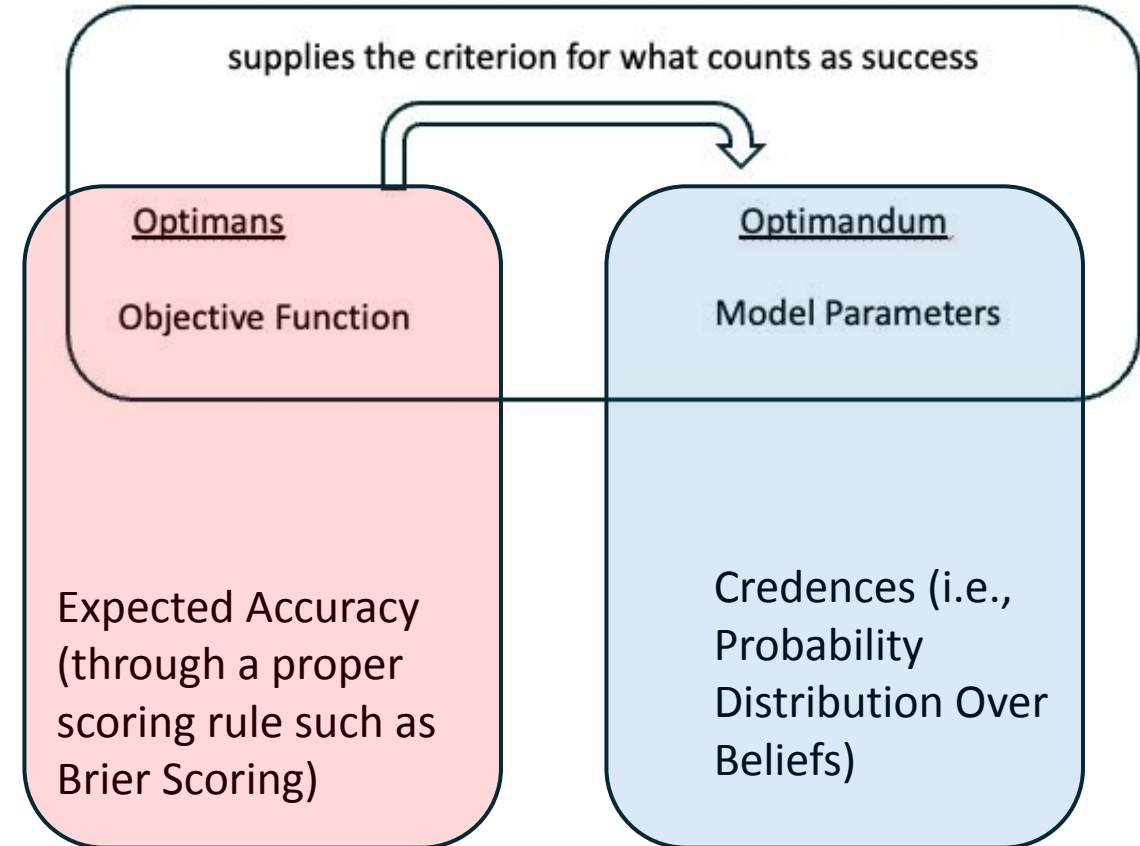 supplies the criterion for what counts as success
Optimans
Objective Function
Optimandum
Model Parameters
Expected Accuracy
(through a proper
scoring rule such as
Brier Scoring)
Credences (i.e.,
Probability
Distribution Over
Beliefs)